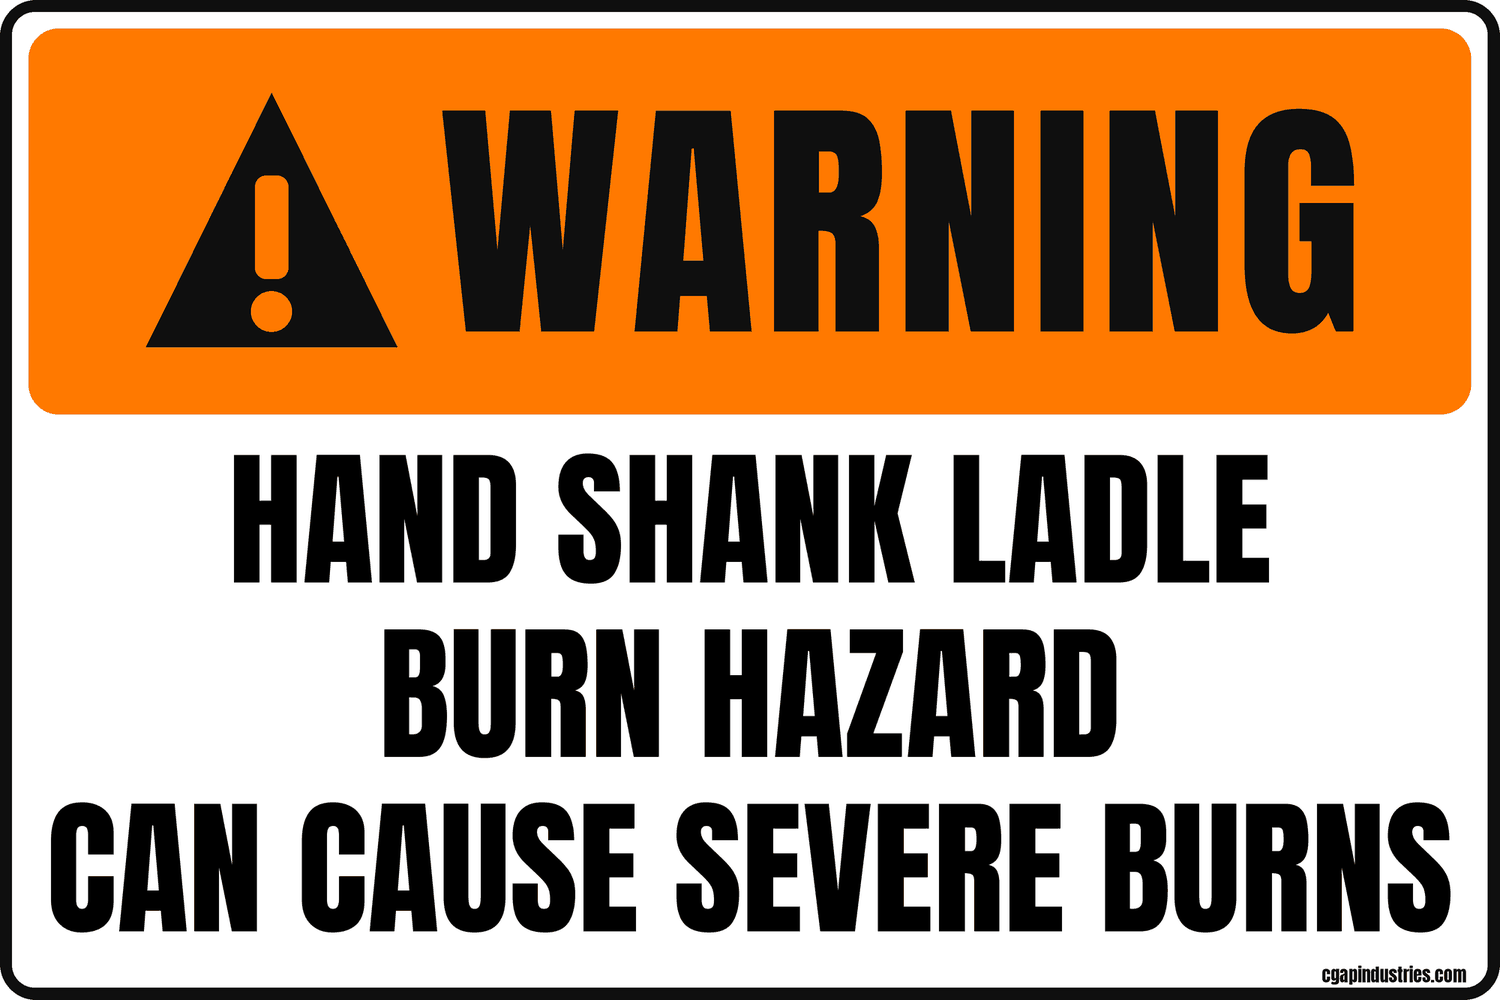 WARNING
HAND SHANK LADLE
BURN HAZARD
CAN CAUSE SEVERE BURNS
cgapindustries.com